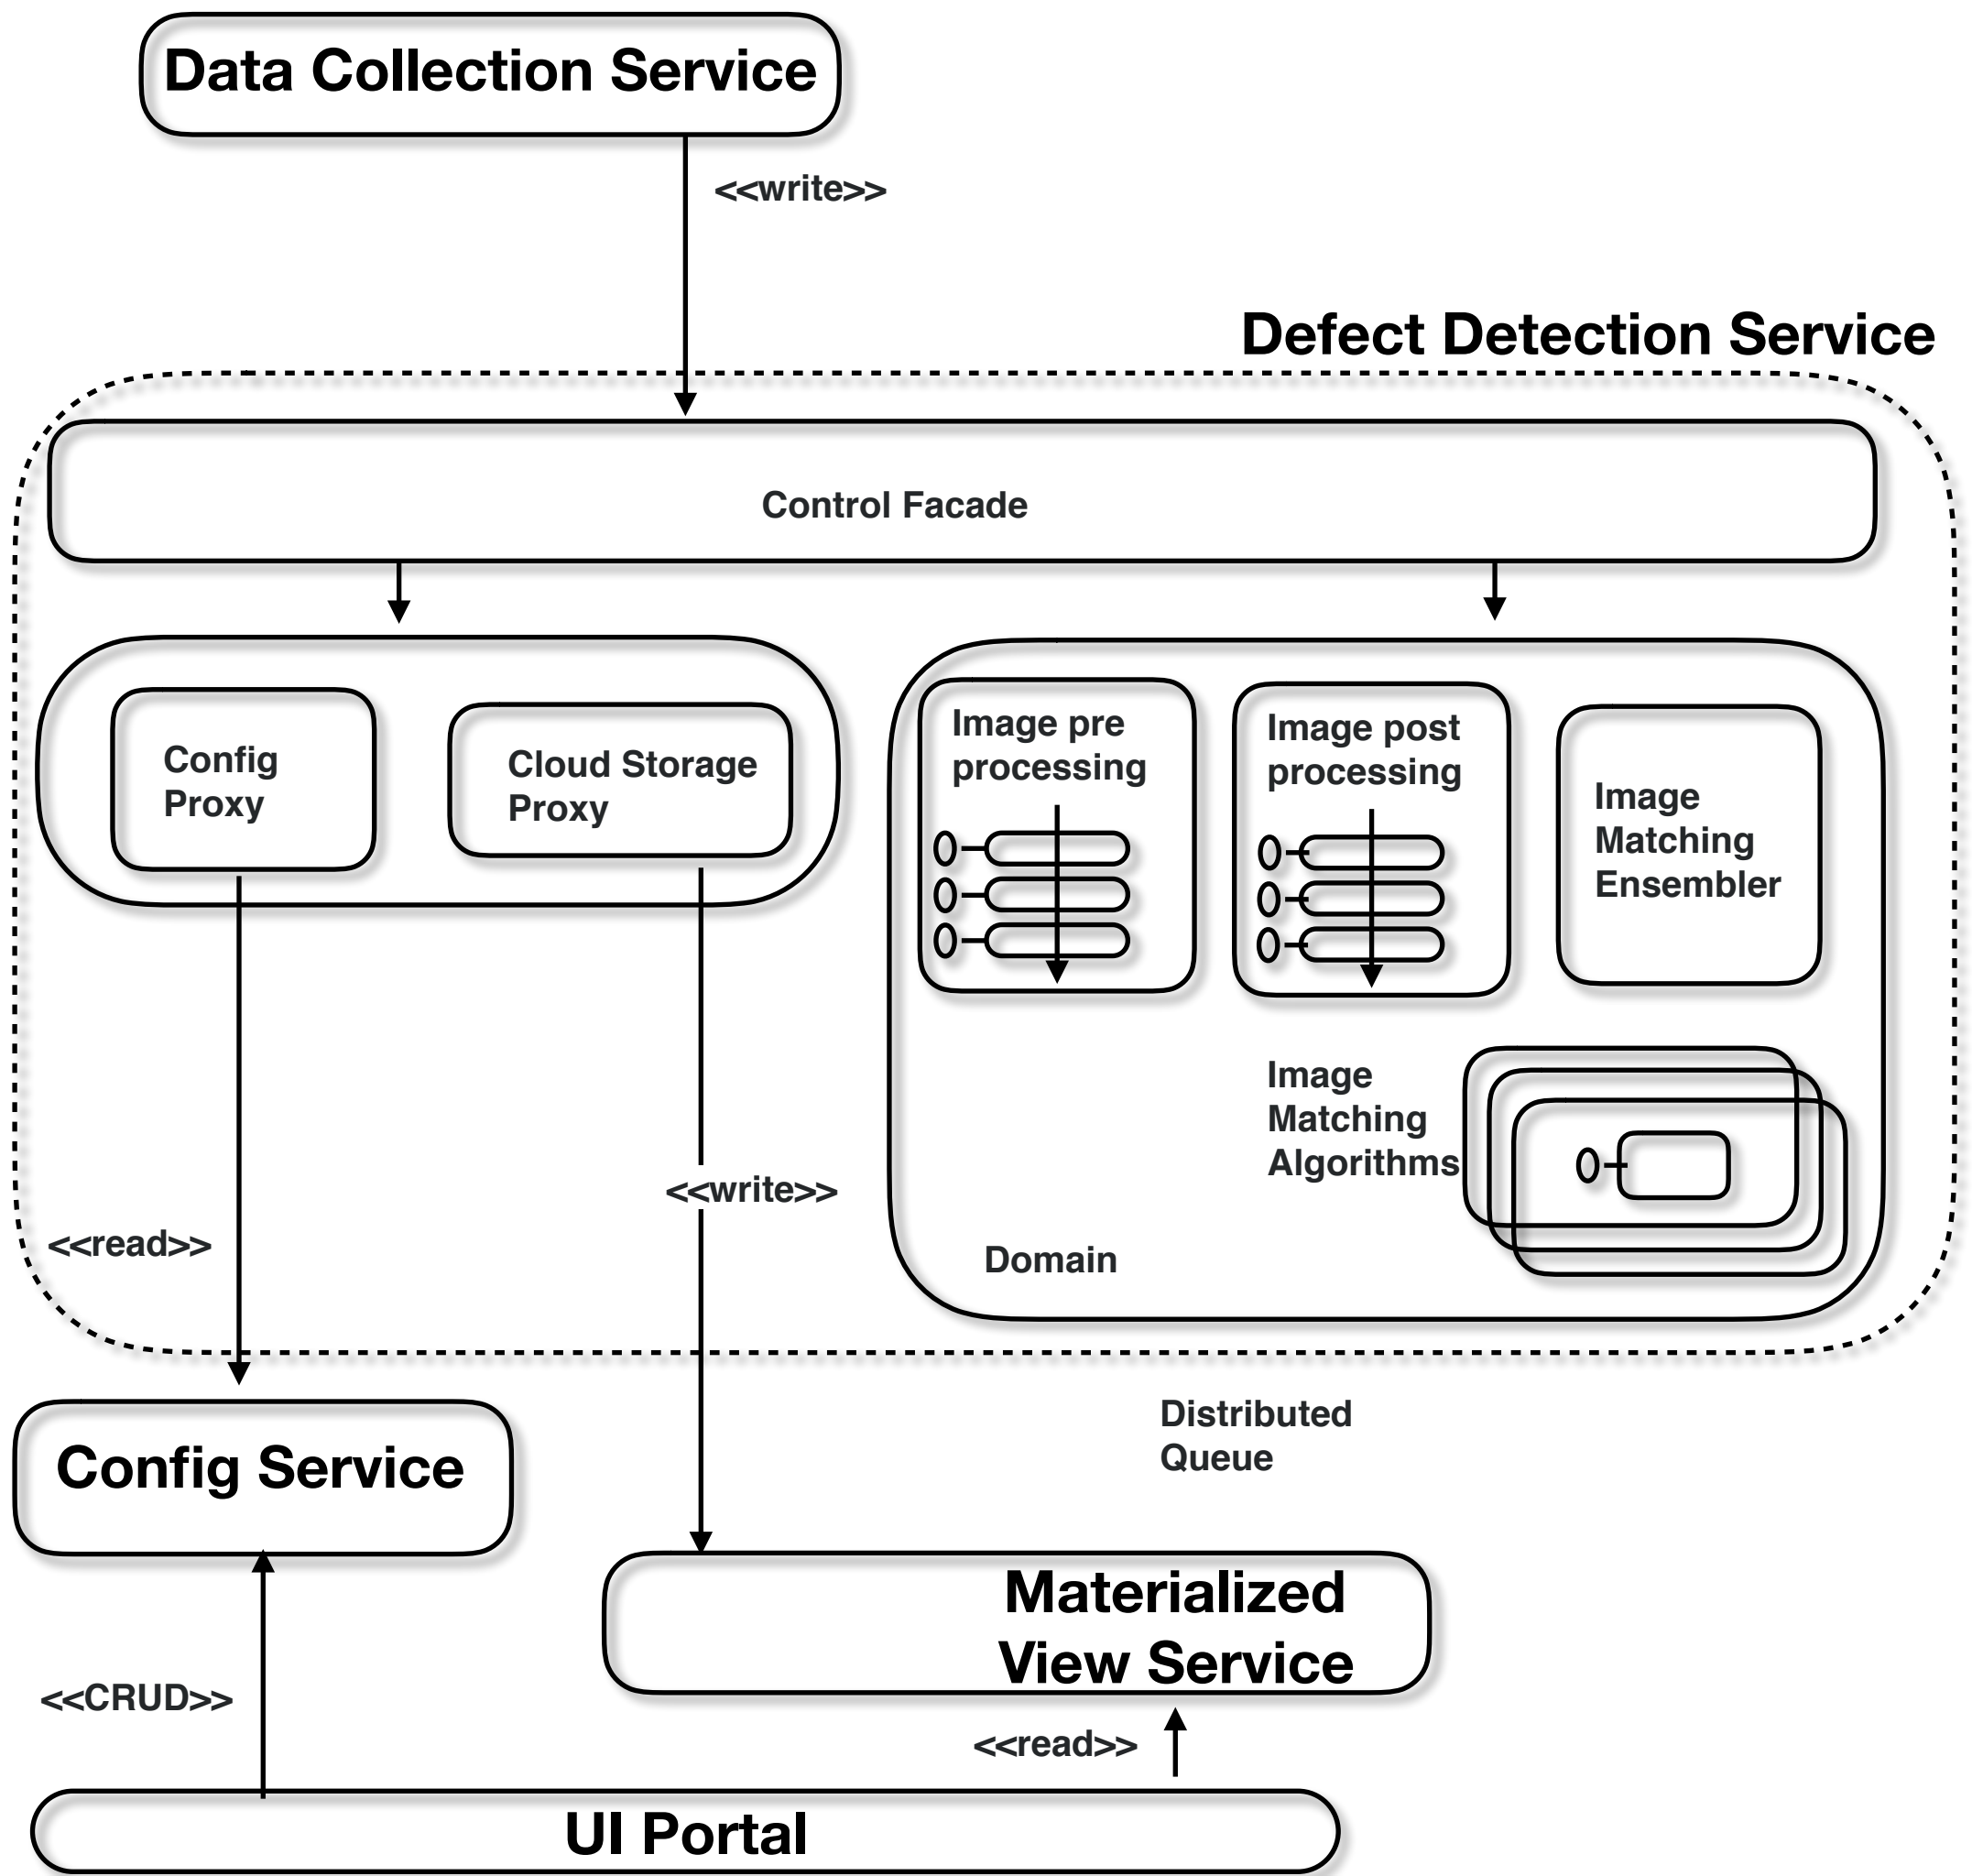 Data Collection Service
<<write>>
Defect Detection Service
Control Facade
Config
Proxy
Cloud Storage
Proxy
Image pre
processing
Image post
processing
Image
Matching
Ensembler
Image
Matching
Algorithms
<<write>>
<<read>>
Domain
Distributed
Queue
Config Service
Materialized
View Service
<<CRUD>>
<<read>>
UI Portal